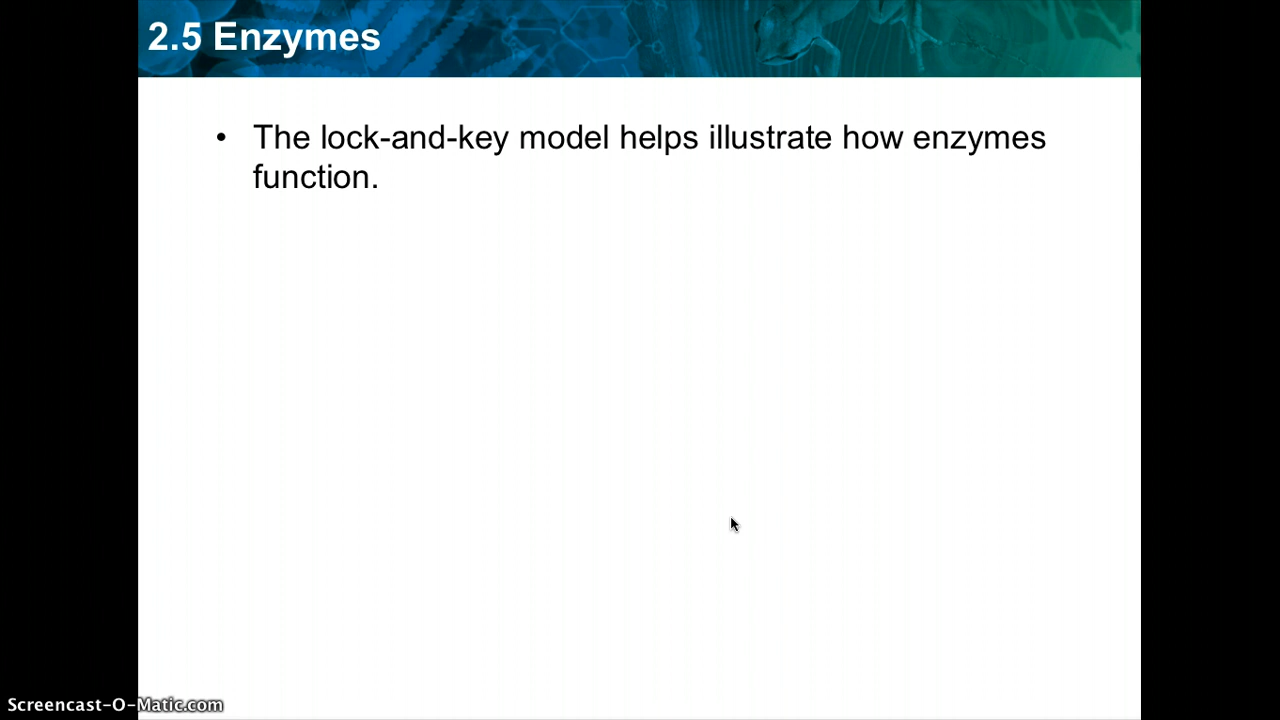 2.5 Enzymes
• The lock-and-key model helps illustrate how enzymes
function.
Screencast-O-Matic.com